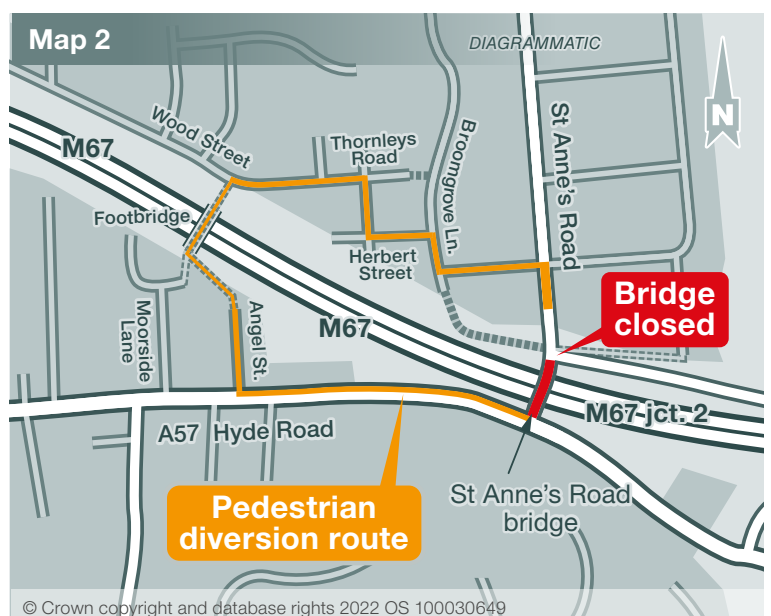 Map 2
DIAGRAMMATIC
N
M67
Wood Street
Thornleys
Road
Broomgrove Ln.
St Anne's Road
Footbridge
Herbert
Street
Moorside
Lane
Angel St.
M67
Bridge
closed
M67 jct. 2
A57 Hyde Road
Pedestrian
diversion route
St Anne's Road
bridge
© Crown copyright and database rights 2022 OS 100030649